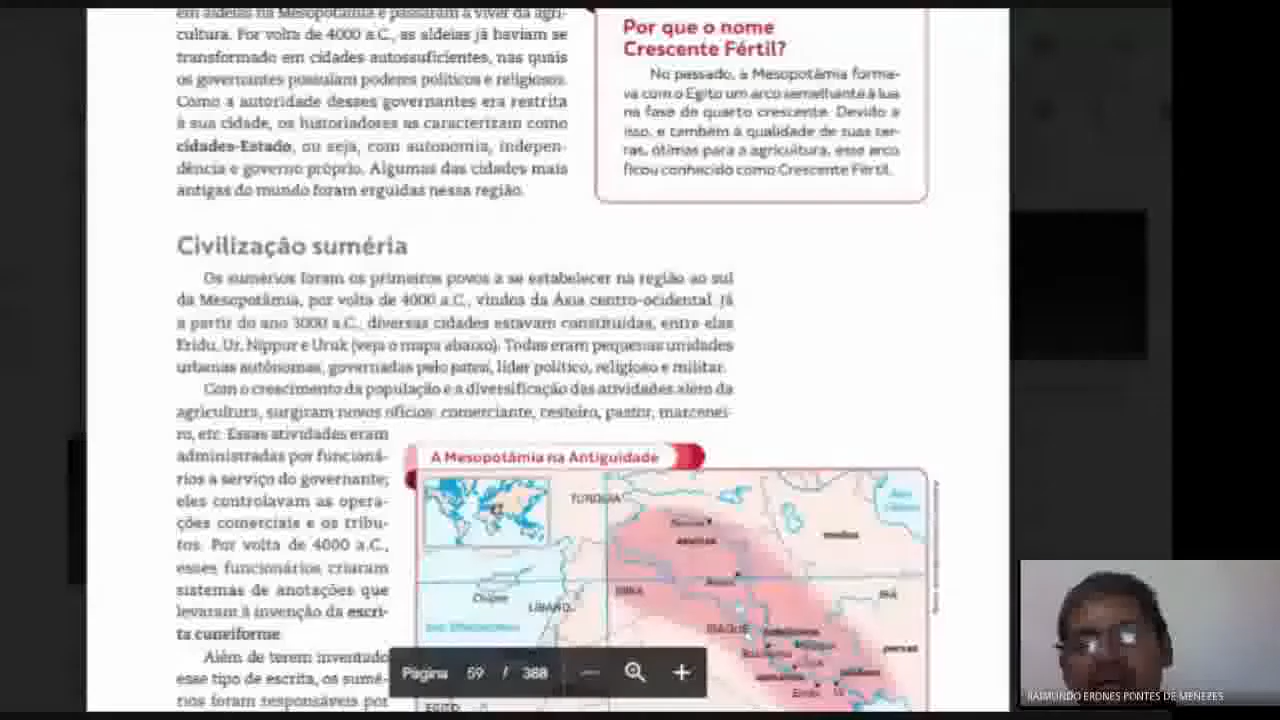 em aldeias na Mesopotâmia e passaram a viver da agri-
cultura. Por volta de 4000 a.C., as aldeias já haviam se
transformado em cidades autossuficientes, nas quais
os governantes possuíam poderes políticos e religiosos.
Como a autoridade desses governantes era restrita
à sua cidade, os historiadores as caracterizam como
cidades-Estado, ou seja, com autonomia, indepen-
dência e governo próprio. Algumas das cidades mais
antigas do mundo foram erguidas nessa região.
Por que o nome
Crescente Fértil?
No passado, a Mesopotâmia forma-
va com o Egito um arco semelhante à lua
na fase de quarto crescente. Devido a
isso, e também à qualidade de suas ter-
ras, ótimas para a agricultura, esse arco
ficou conhecido como Crescente Fértil.
Civilização suméria
Os sumérios foram os primeiros povos a se estabelecer na região ao sul
da Mesopotâmia, por volta de 4000 a.C., vindos da Ásia centro-ocidental. Já
a partir do ano 3000 a.C., diversas cidades estavam constituídas, entre elas
Eridu, Ur, Nippur e Uruk (veja o mapa abaixo). Todas eram pequenas unidades
urbanas autônomas, governadas pelo patesi, líder político, religioso e militar.
Com o crescimento da população e a diversificação das atividades além da
agricultura, surgiram novos ofícios: comerciante, cesteiro, pastor, marcenei-
ro, etc. Essas atividades eram
administradas por funcioná-
rios a serviço do governante;
eles controlavam as opera-
ções comerciais e os tribu-
tos. Por volta de 4000 a.C.,
esses funcionários criaram
sistemas de anotações que
levaram à invenção da escri-
ta cuneiforme.
Além de terem inventado
esse tipo de escrita, os sumé-
rios foram responsáveis por
A Mesopotâmia na Antiguidade
TURQUIA
medos
assírios
Chipre
LÍBANO
SÍRIA
IRÃ
IRAQUE
persas
Ur
EGITO
Página 59 / 388
RAIMUNDO ERONES PONTES DE MENEZES